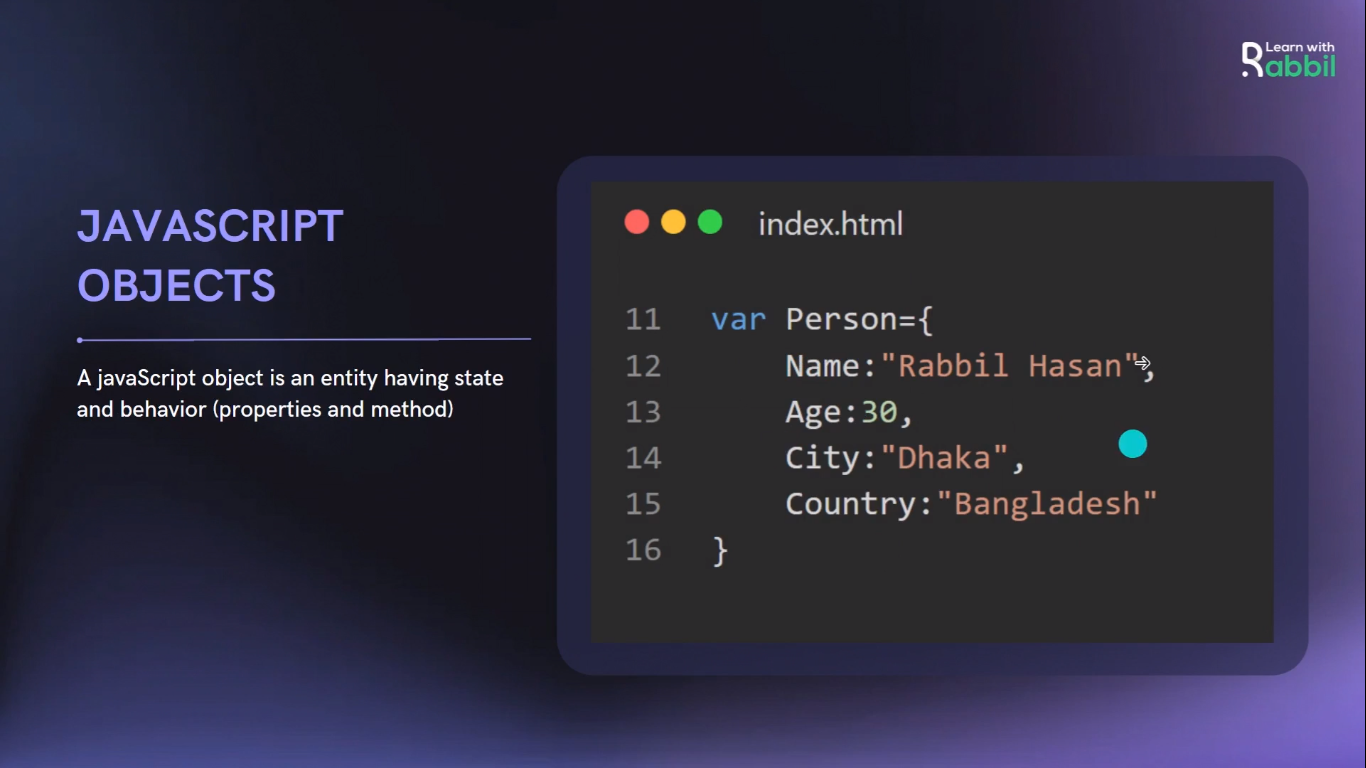 Learn with
Rabbil
JAVASCRIPT
OBJECTS
A javaScript object is an entity having state
and behavior (properties and method)
index.html
11 var Person={
12 Name:"Rabbil Hasan",
13 Age:30,
14 City:"Dhaka",
15 Country:"Bangladesh"
16 }